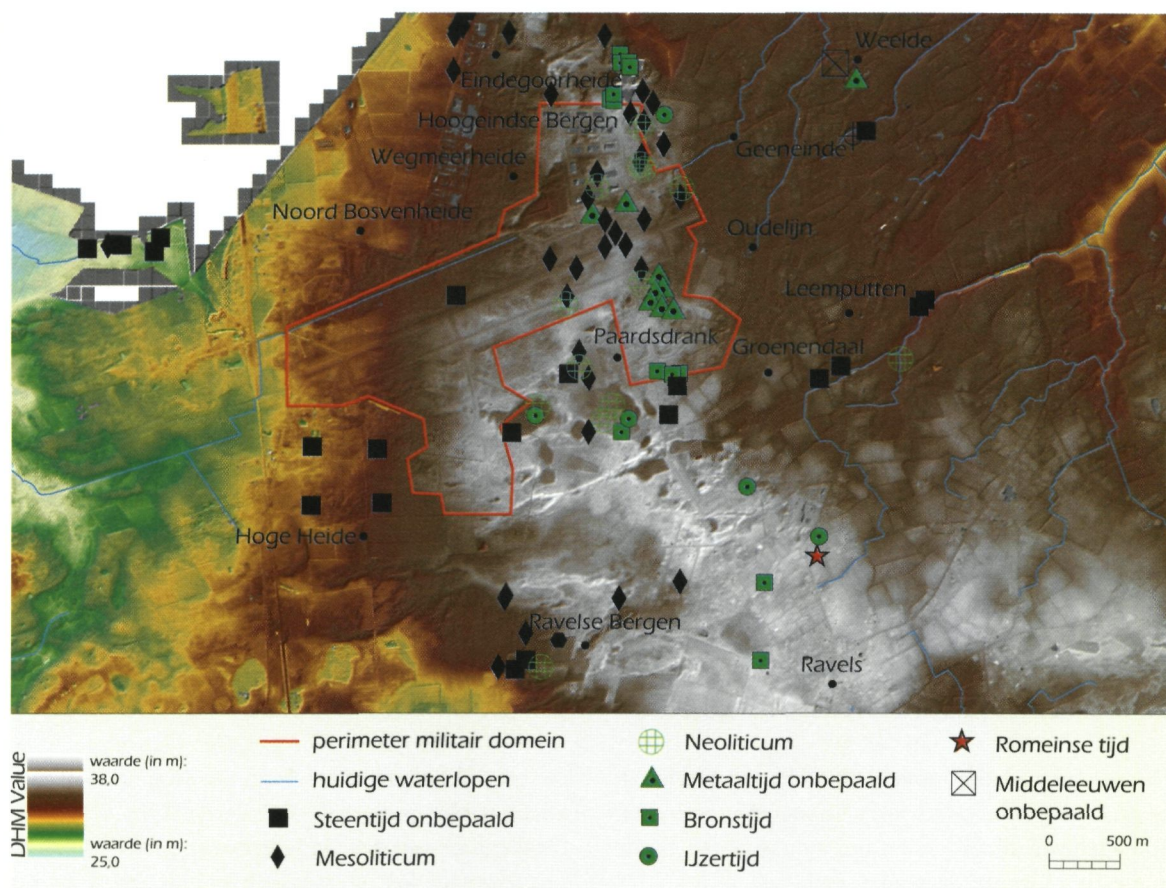 Weelde
Eindegoorheide
Hoogeindse Bergen
Geeneinde
Wegmeerheide
Noord Bosvenheide
Oudelijn
Leemputten
Paardsdrank
Groenendaal
Hoge Heide
Ravelse Bergen
Ravels
DHM Value
waarde (in m):
38,0
waarde (in m):
25,0
perimeter militair domein
huidige waterlopen
Steentijd onbepaald
Mesoliticum
Neoliticum
Metaaltijd onbepaald
Bronstijd
IJzertijd
Romeinse tijd
Middeleeuwen
onbepaald
0 500 m